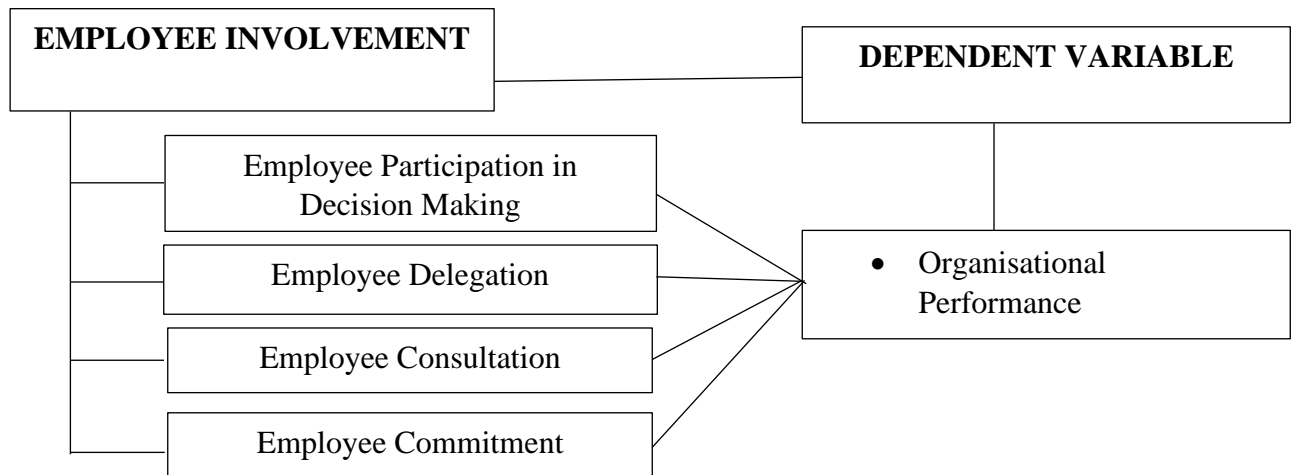 EMPLOYEE INVOLVEMENT
DEPENDENT VARIABLE
Employee Participation in
Decision Making
Employee Delegation
Employee Consultation
Employee Commitment
• Organisational
Performance